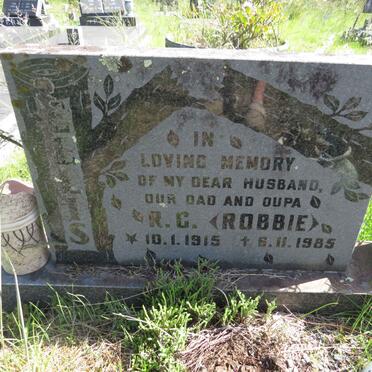 IN
LOVING MEMORY
OF MY DEAR HUSBAND,
OUR DAD AND OUPA
R.C. (ROBBIE)
* 10.1.1915 † 6.11.1985